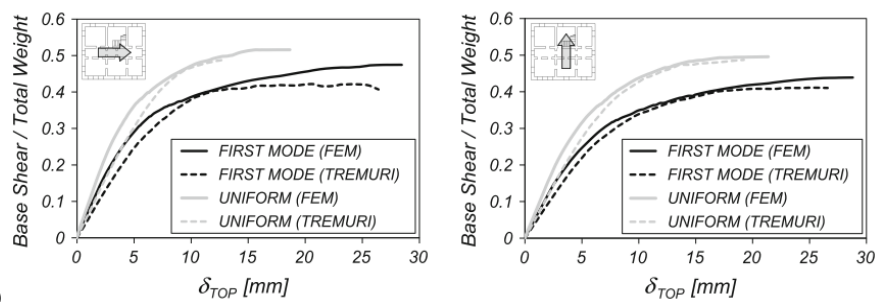 Base Shear / Total Weight
0.6
0.5
0.4
0.3
0.2
0.1
0
FIRST MODE (FEM)
FIRST MODE (TREMURI)
UNIFORM (FEM)
UNIFORM (TREMURI)
0 5 10 15 20 25 30
δTOP [mm]
Base Shear / Total Weight
0.6
0.5
0.4
0.3
0.2
0.1
0
FIRST MODE (FEM)
FIRST MODE (TREMURI)
UNIFORM (FEM)
UNIFORM (TREMURI)
0 5 10 15 20 25 30
δTOP [mm]